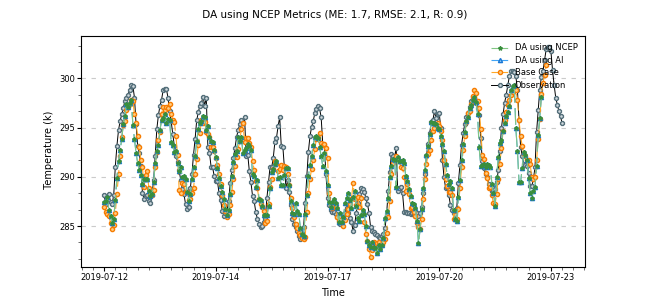 DA using NCEP Metrics (ME: 1.7, RMSE: 2.1, R: 0.9)
DA using NCEP
DA using AI
Base Case
Observation
Temperature (k)
300
295
290
285
2019-07-12
2019-07-14
2019-07-17
2019-07-20
2019-07-23
Time